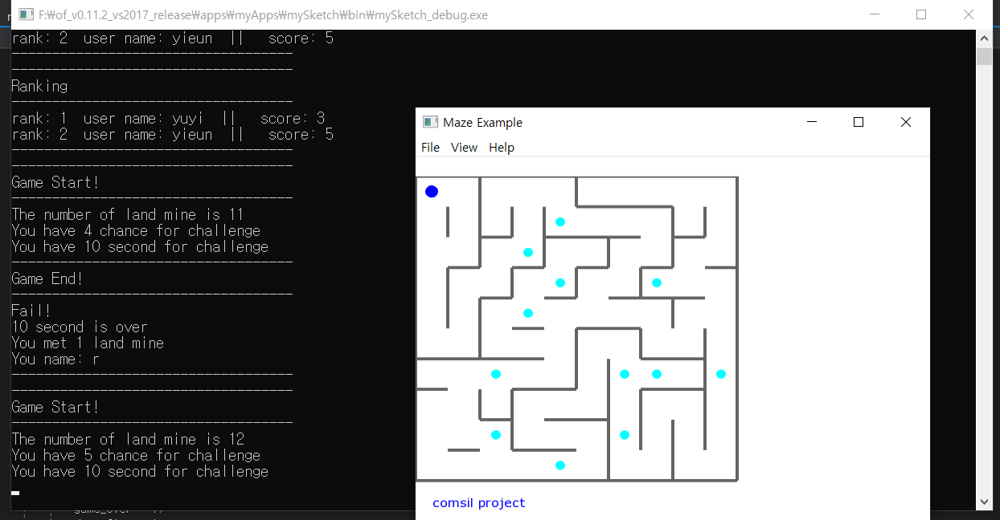 F:₩of_v0.11.2_vs2017_release₩apps₩myApps₩mySketch₩bin₩mySketch_debug.exe
rank: 2  user name: yieun  ||   score: 5
-----------------------------------
-----------------------------------
Ranking
-----------------------------------
rank: 1  user name: yuyi  ||   score: 3
rank: 2  user name: yieun  ||   score: 5
-----------------------------------
-----------------------------------
Game Start!
-----------------------------------
The number of land mine is 11
You have 4 chance for challenge
You have 10 second for challenge
-----------------------------------
Game End!
-----------------------------------
Fail!
10 second is over
You met 1 land mine
You name: r
-----------------------------------
-----------------------------------
Game Start!
-----------------------------------
The number of land mine is 12
You have 5 chance for challenge
You have 10 second for challenge
Maze Example
File View Help
comsil project